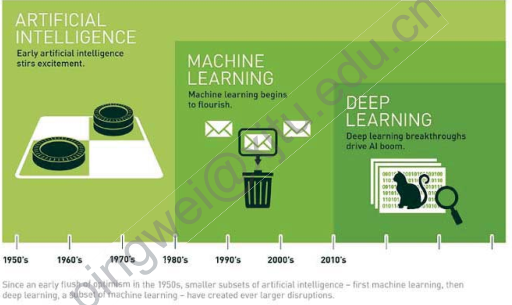 ARTIFICIAL
INTELLIGENCE
Early artificial intelligence
stirs excitement.
MACHINE
LEARNING
Machine learning begins
to flourish.
DEEP
LEARNING
Deep learning breakthroughs
drive AI boom.
1950's 1960's 1970's 1980's 1990's 2000's 2010's
Since an early flush of optimism in the 1950s, smaller subsets of artificial intelligence – first machine learning, then
deep learning, a subset of machine learning – have created ever larger disruptions.